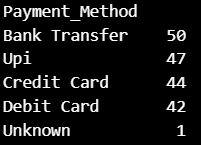 Payment_Method
Bank Transfer 50
Upi 47
Credit Card 44
Debit Card 42
Unknown 1